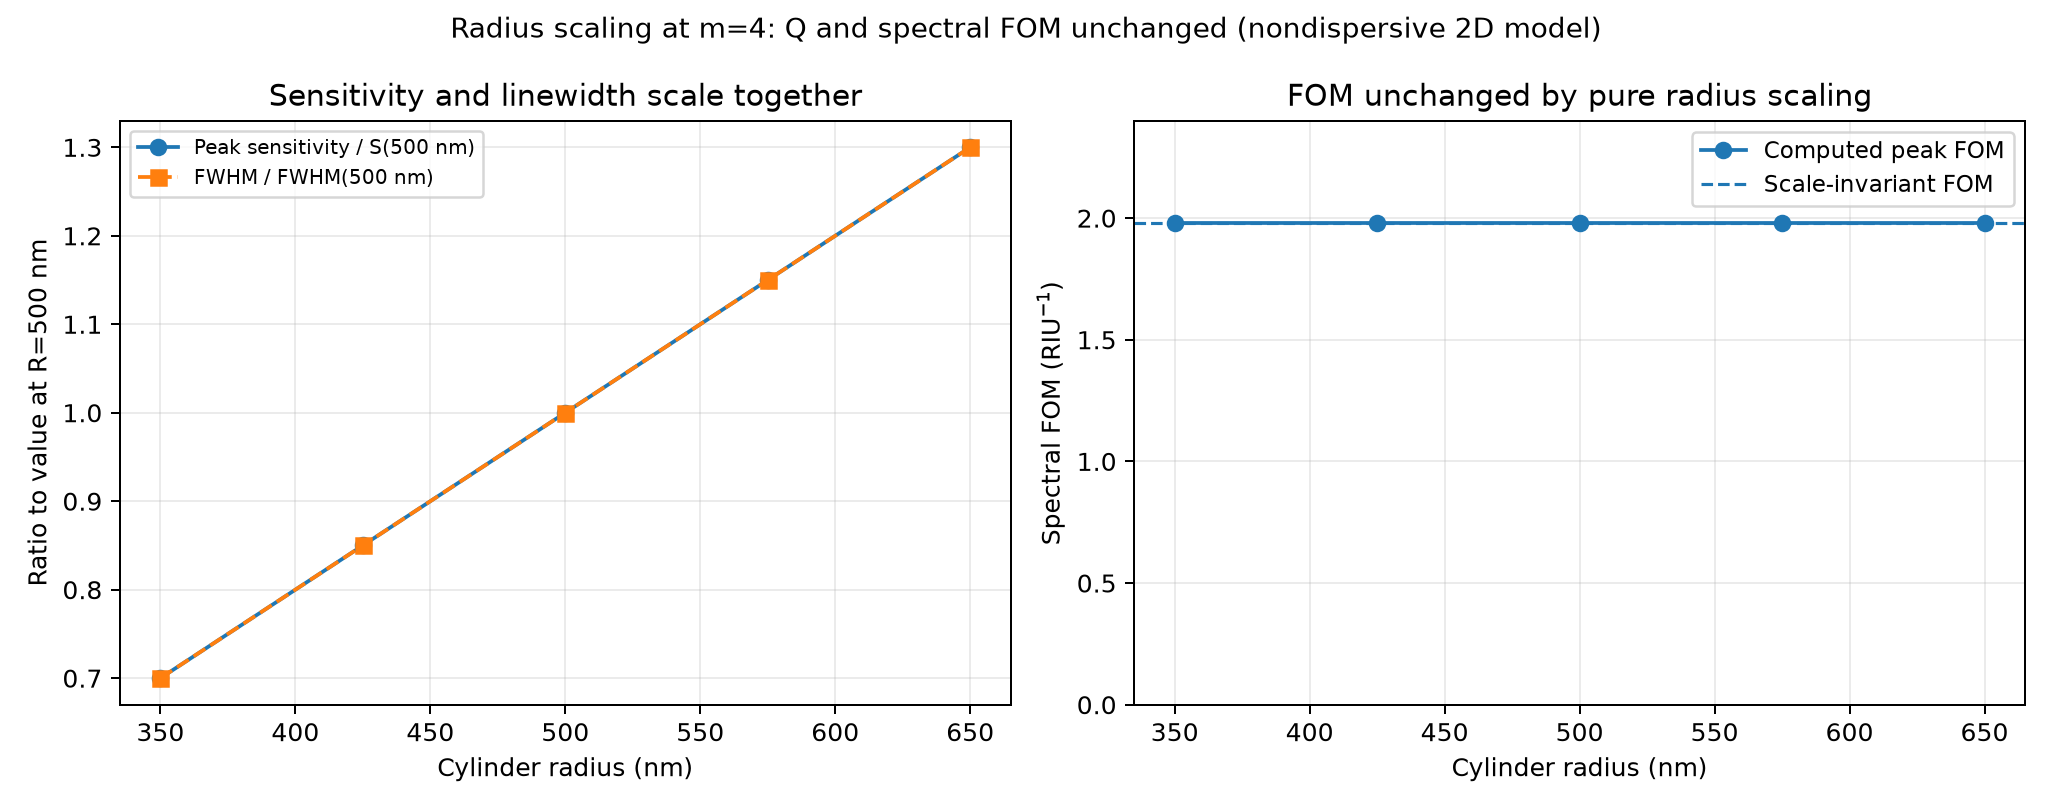 Radius scaling at m=4: Q and spectral FOM unchanged (nondispersive 2D model)
Sensitivity and linewidth scale together
Peak sensitivity / S(500 nm)
FWHM / FWHM(500 nm)
Ratio to value at R=500 nm
1.3
1.2
1.1
1.0
0.9
0.8
0.7
350 400 450 500 550 600 650
Cylinder radius (nm)
FOM unchanged by pure radius scaling
Computed peak FOM
Scale-invariant FOM
Spectral FOM (RIU⁻¹)
2.0
1.5
1.0
0.5
0.0
350 400 450 500 550 600 650
Cylinder radius (nm)